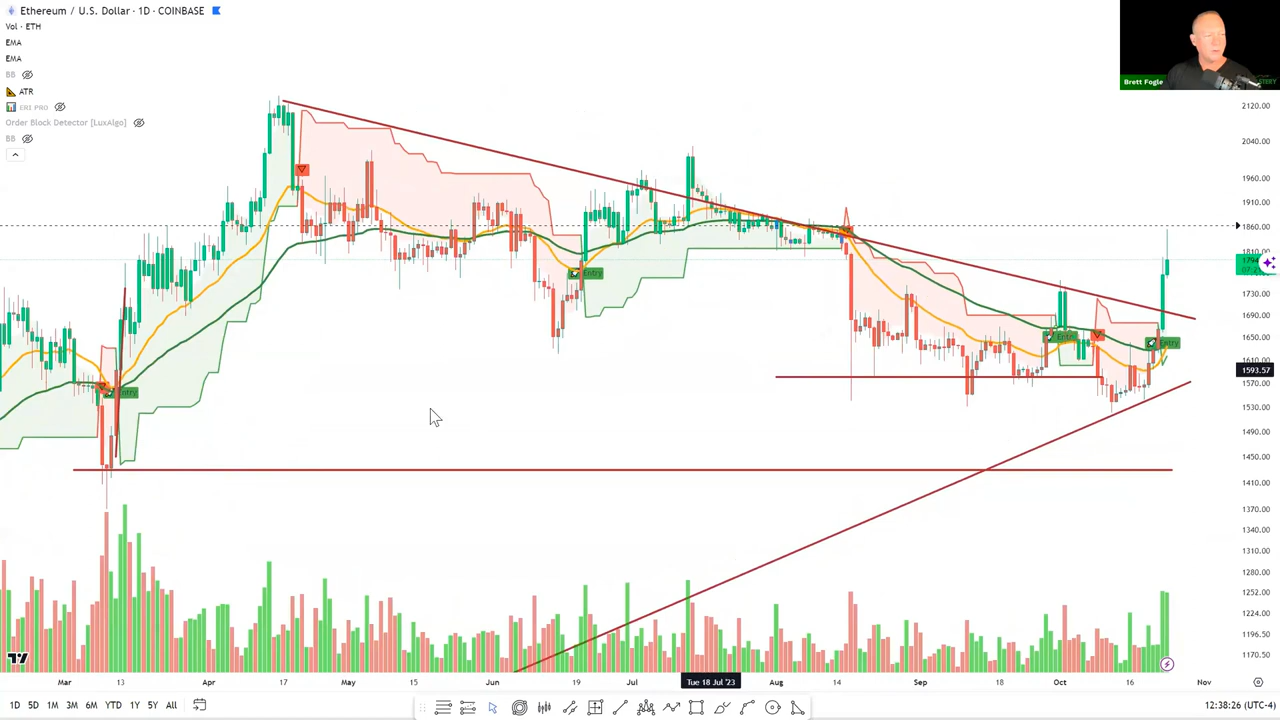 Ethereum / U.S. Dollar · 1D · COINBASE
Vol · ETH
EMA
EMA
BB
ATR
ERI PRO
Order Block Detector [LuxAlgo]
BB
Brett Fogle
2120.00
2040.00
1960.00
1910.00
1860.00
1810.00
1794
1730.00
1690.00
1650.00
1610.00
1593.57
1570.00
1530.00
1490.00
1450.00
1410.00
1370.00
1340.00
1310.00
1280.00
1252.00
1224.00
1196.50
1170.50
Entry
Entry
Entry
Entry
Mar 13 Apr 17 May 15 Jun 19 Jul Tue 18 Jul '23 Aug 14 Sep 18 Oct 16 Nov
1D 5D 1M 3M 6M YTD 1Y 5Y All
12:38:26 (UTC-4)